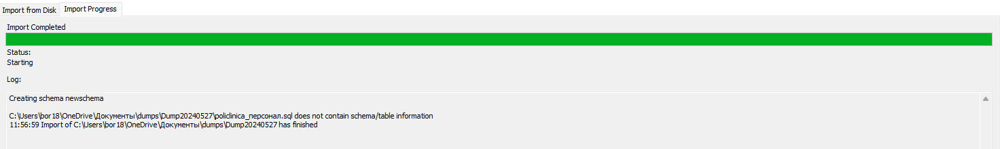 Import from Disk
Import Progress
Import Completed
Status:
Starting
Log:
Creating schema newschema
C:\Users\bor18\OneDrive\Документы\dumps\Dump20240527\policlinica_персонал.sql does not contain schema/table information
11:56:59 Import of C:\Users\bor18\OneDrive\Документы\dumps\Dump20240527 has finished